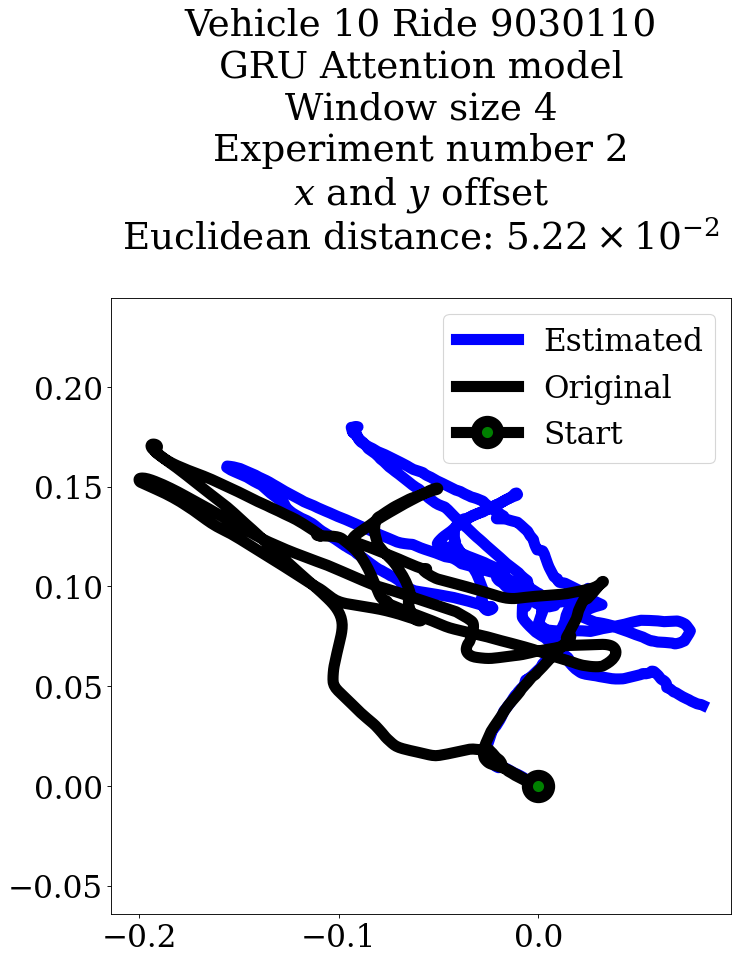 Vehicle 10 Ride 9030110
GRU Attention model
Window size 4
Experiment number 2
x and y offset
Euclidean distance: 5.22 × 10⁻²
Estimated
Original
Start
0.20
0.15
0.10
0.05
0.00
−0.05
−0.2
−0.1
0.0